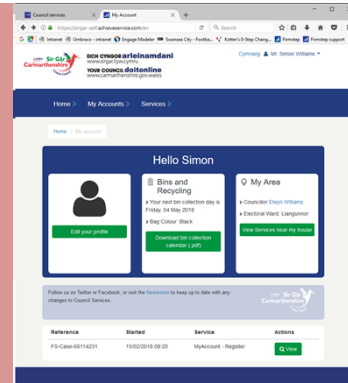 Council services
My Account
https://sirgar-self.achieveservice.com/en
Search
Intranet
Umbraco - intranet
Engage Modeler
Swansea City - Footba...
Kotter's 8-Step Chang...
Firmstep
Firmstep support
Sir Gâr
Carmarthenshire
EICH CYNGOR arleinamdani
www.sirgar.llyw.cymru
YOUR COUNCIL doitonline
www.carmarthenshire.gov.wales
Cymraeg
Mr. Simon Williams
Home >
My Accounts >
Services >
Home / My account
Hello Simon
Edit your profile
Bins and
Recycling
> Your next bin collection day is
Friday, 04 May 2018
> Bag Colour: Black
Download bin collection
calendar (.pdf)
My Area
> Councillor Elwyn Williams
> Electoral Ward: Llangunnor
View Services near my house
Follow us on Twitter or Facebook, or visit the Newsroom to keep up to date with any
changes to Council Services.
Sir Gâr
Carmarthenshire
Reference
Started
Service
Actions
FS-Case-68114231
15/02/2018 09:20
MyAccount - Register
View